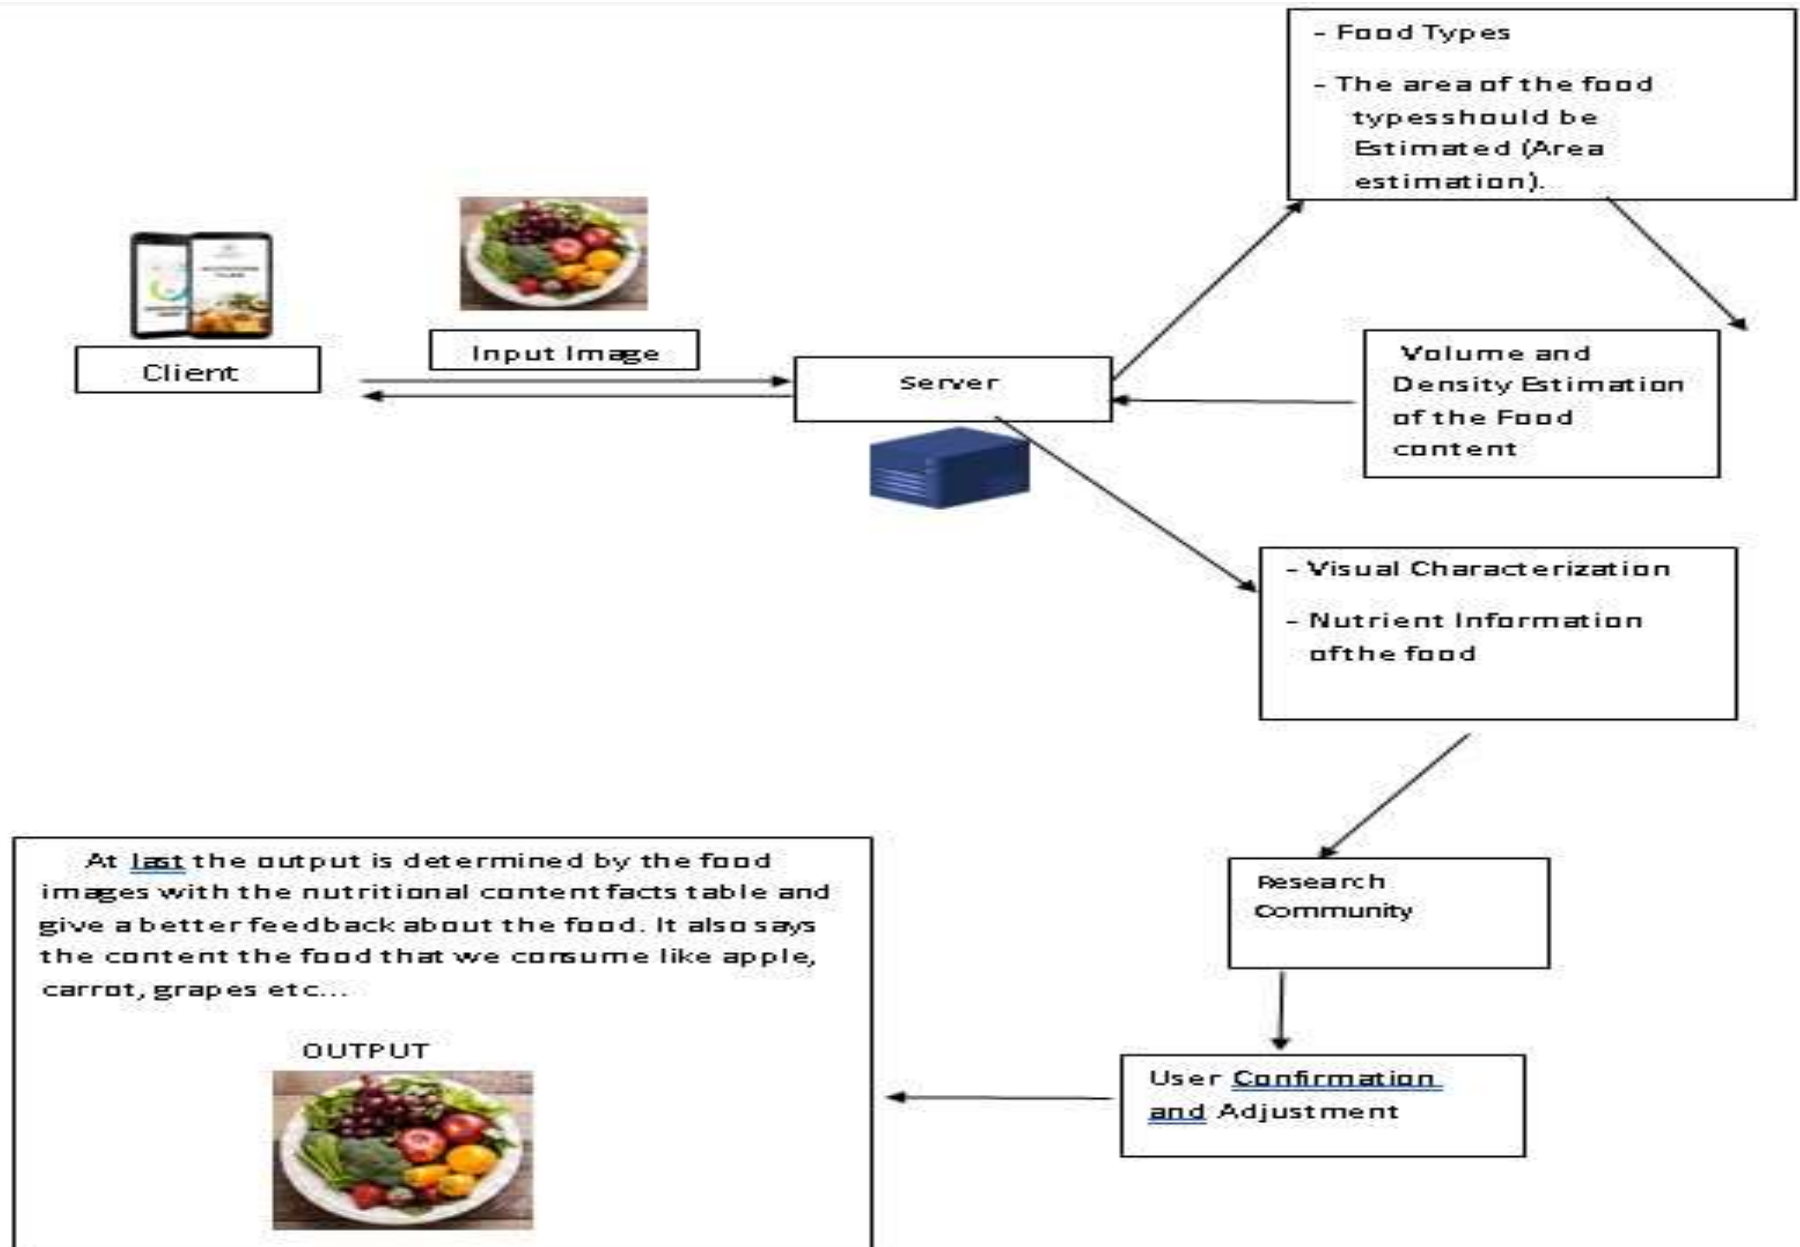 - Food Types
- The area of the food
typesshould be
Estimated (Area
estimation).
Input Image
Client
Server
Volume and
Density Estimation
of the Food
content
- Visual Characterization
- Nutrient Information
ofthe food
Research
Community
User Confirmation
and Adjustment
At last the output is determined by the food
images with the nutritional content facts table and
give a better feedback about the food. It also says
the content the food that we consume like apple,
carrot, grapes etc...
OUTPUT